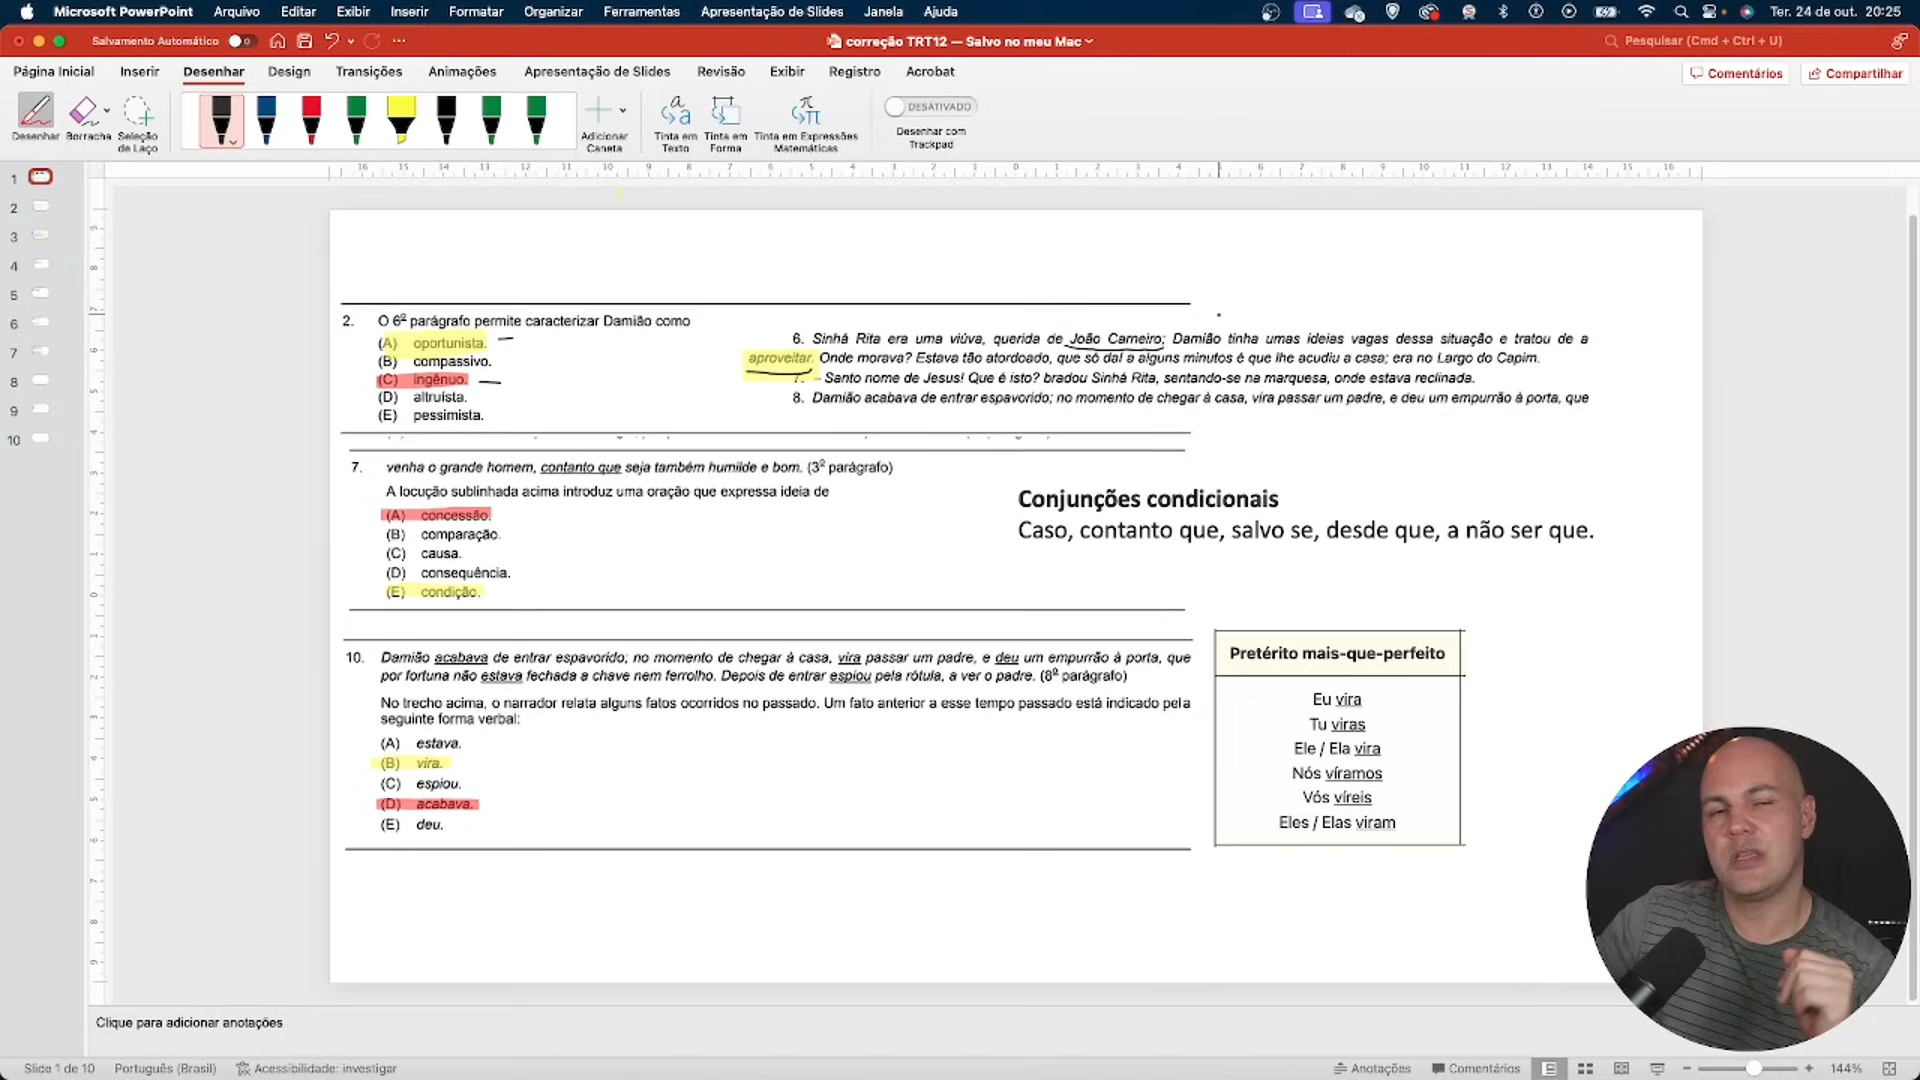 Microsoft PowerPoint Arquivo Editar Exibir Inserir Formatar Organizar Ferramentas Apresentação de Slides Janela Ajuda Ter. 24 de out. 20:25
Salvamento Automático correção TRT12 — Salvo no meu Mac Pesquisar (Cmd + Ctrl + U)
Página Inicial Inserir Desenhar Design Transições Animações Apresentação de Slides Revisão Exibir Registro Acrobat Comentários Compartilhar
DESATIVADO
Desenhar Borracha Seleção de Laço Adicionar Caneta Tinta em Texto Tinta em Forma Tinta em Expressões Matemáticas Desenhar com Trackpad
1
2
3
4
5
6
7
8
9
10
2. O 6º parágrafo permite caracterizar Damião como
(A) oportunista.
(B) compassivo.
(C) ingênuo.
(D) altruísta.
(E) pessimista.
6. Sinhá Rita era uma viúva, querida de João Carneiro; Damião tinha umas ideias vagas dessa situação e tratou de a
aproveitar. Onde morava? Estava tão atordoado, que só daí a alguns minutos é que lhe acudiu a casa; era no Largo do Capim.
7. – Santo nome de Jesus! Que é isto? bradou Sinhá Rita, sentando-se na marquesa, onde estava reclinada.
8. Damião acabava de entrar espavorido; no momento de chegar à casa, vira passar um padre, e deu um empurrão à porta, que
7. venha o grande homem, contanto que seja também humilde e bom. (3º parágrafo)
A locução sublinhada acima introduz uma oração que expressa ideia de
(A) concessão.
(B) comparação.
(C) causa.
(D) consequência.
(E) condição.
Conjunções condicionais
Caso, contanto que, salvo se, desde que, a não ser que.
10. Damião acabava de entrar espavorido; no momento de chegar à casa, vira passar um padre, e deu um empurrão à porta, que
por fortuna não estava fechada a chave nem ferrolho. Depois de entrar espiou pela rótula, a ver o padre. (8º parágrafo)
No trecho acima, o narrador relata alguns fatos ocorridos no passado. Um fato anterior a esse tempo passado está indicado pela
seguinte forma verbal:
(A) estava.
(B) vira.
(C) espiou.
(D) acabava.
(E) deu.
Pretérito mais-que-perfeito
Eu vira
Tu viras
Ele / Ela vira
Nós víramos
Vós víreis
Eles / Elas viram
Clique para adicionar anotações
Slide 1 de 10 Português (Brasil) Acessibilidade: investigar Anotações Comentários 144%